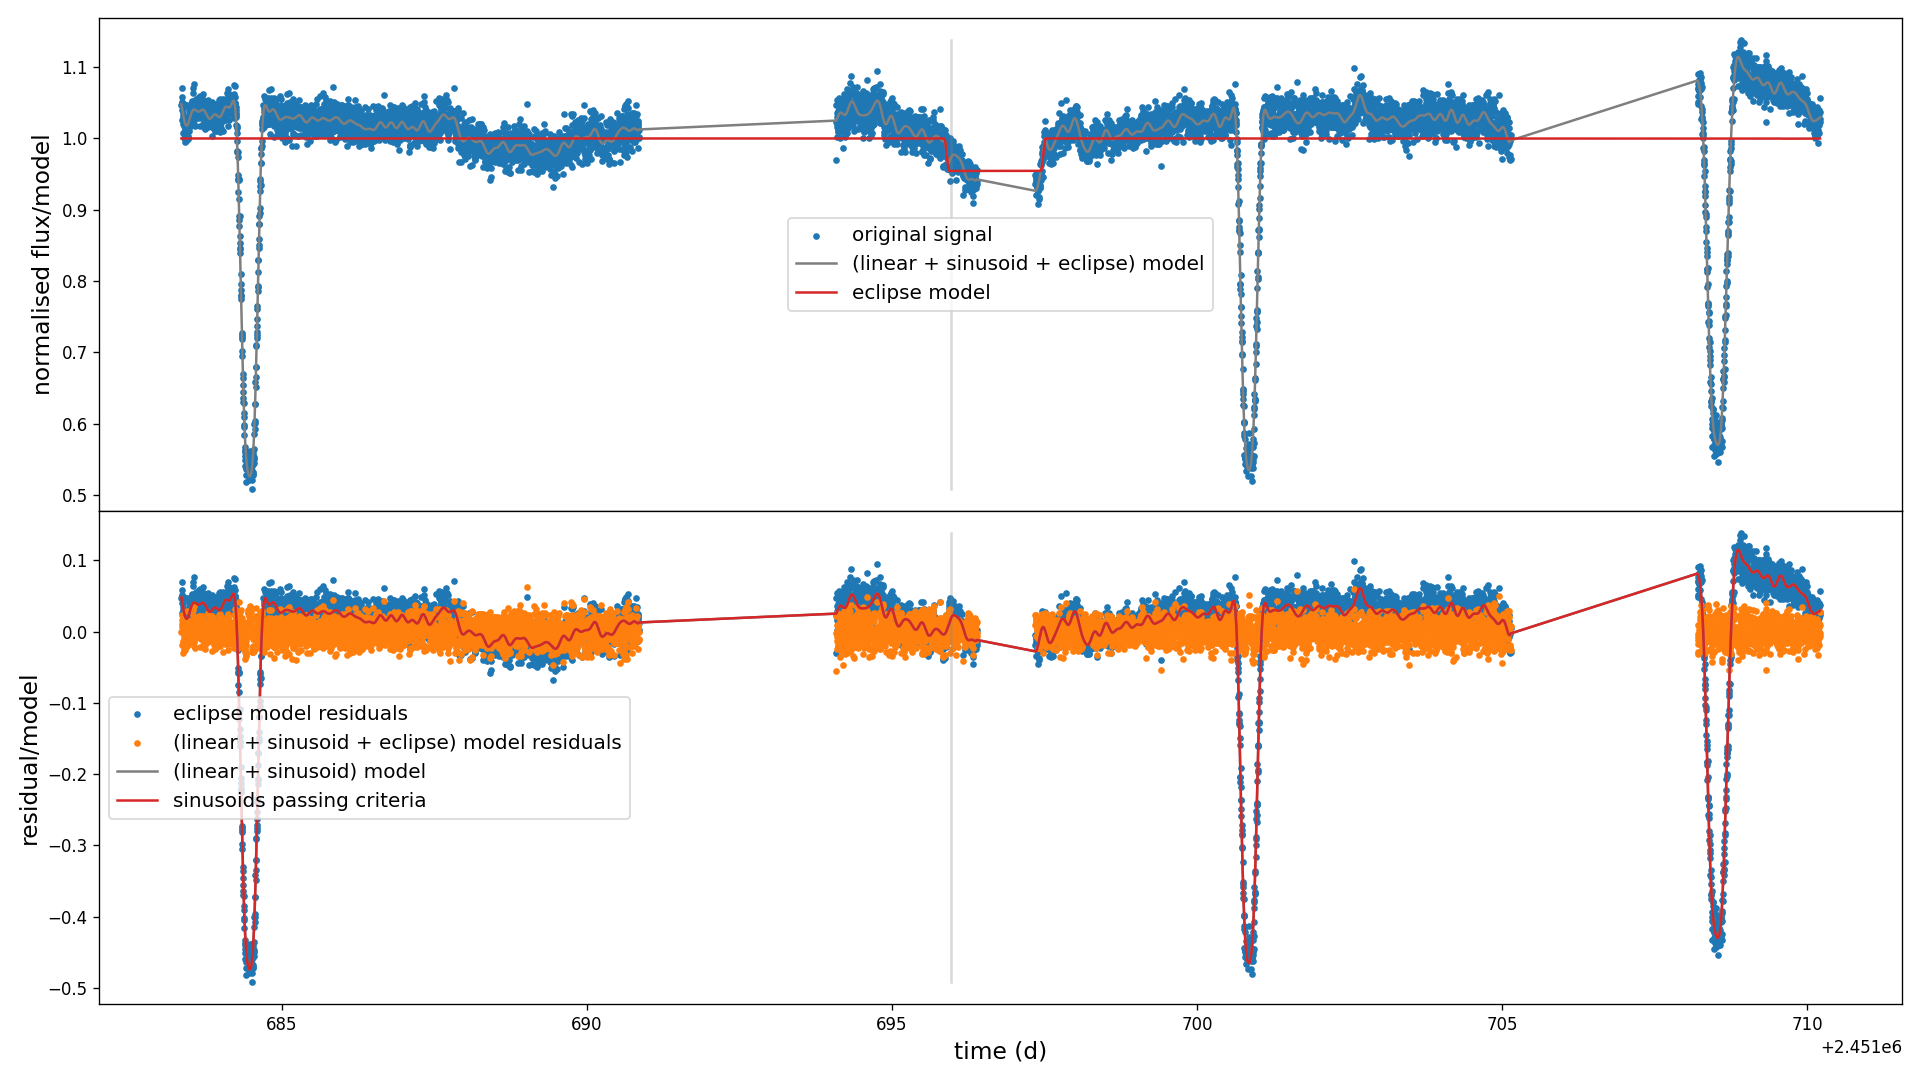 1.1
1.0
0.9
0.8
0.7
0.6
0.5
normalised flux/model
original signal
(linear + sinusoid + eclipse) model
eclipse model
0.1
0.0
−0.1
−0.2
−0.3
−0.4
−0.5
residual/model
eclipse model residuals
(linear + sinusoid + eclipse) model residuals
(linear + sinusoid) model
sinusoids passing criteria
685 690 695 700 705 710
time (d)
+2.451e6